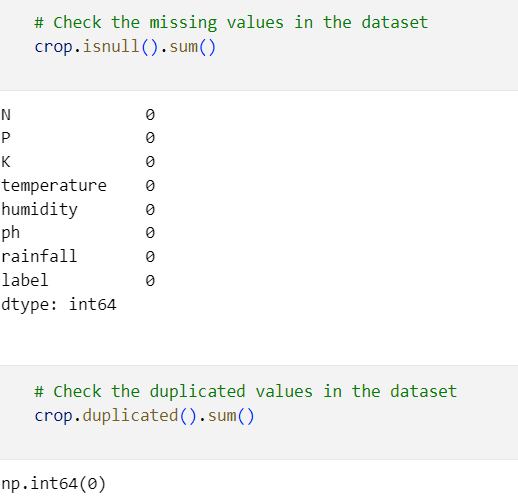 # Check the missing values in the dataset
crop.isnull().sum()
N 0
P 0
K 0
temperature 0
humidity 0
ph 0
rainfall 0
label 0
dtype: int64
# Check the duplicated values in the dataset
crop.duplicated().sum()
np.int64(0)